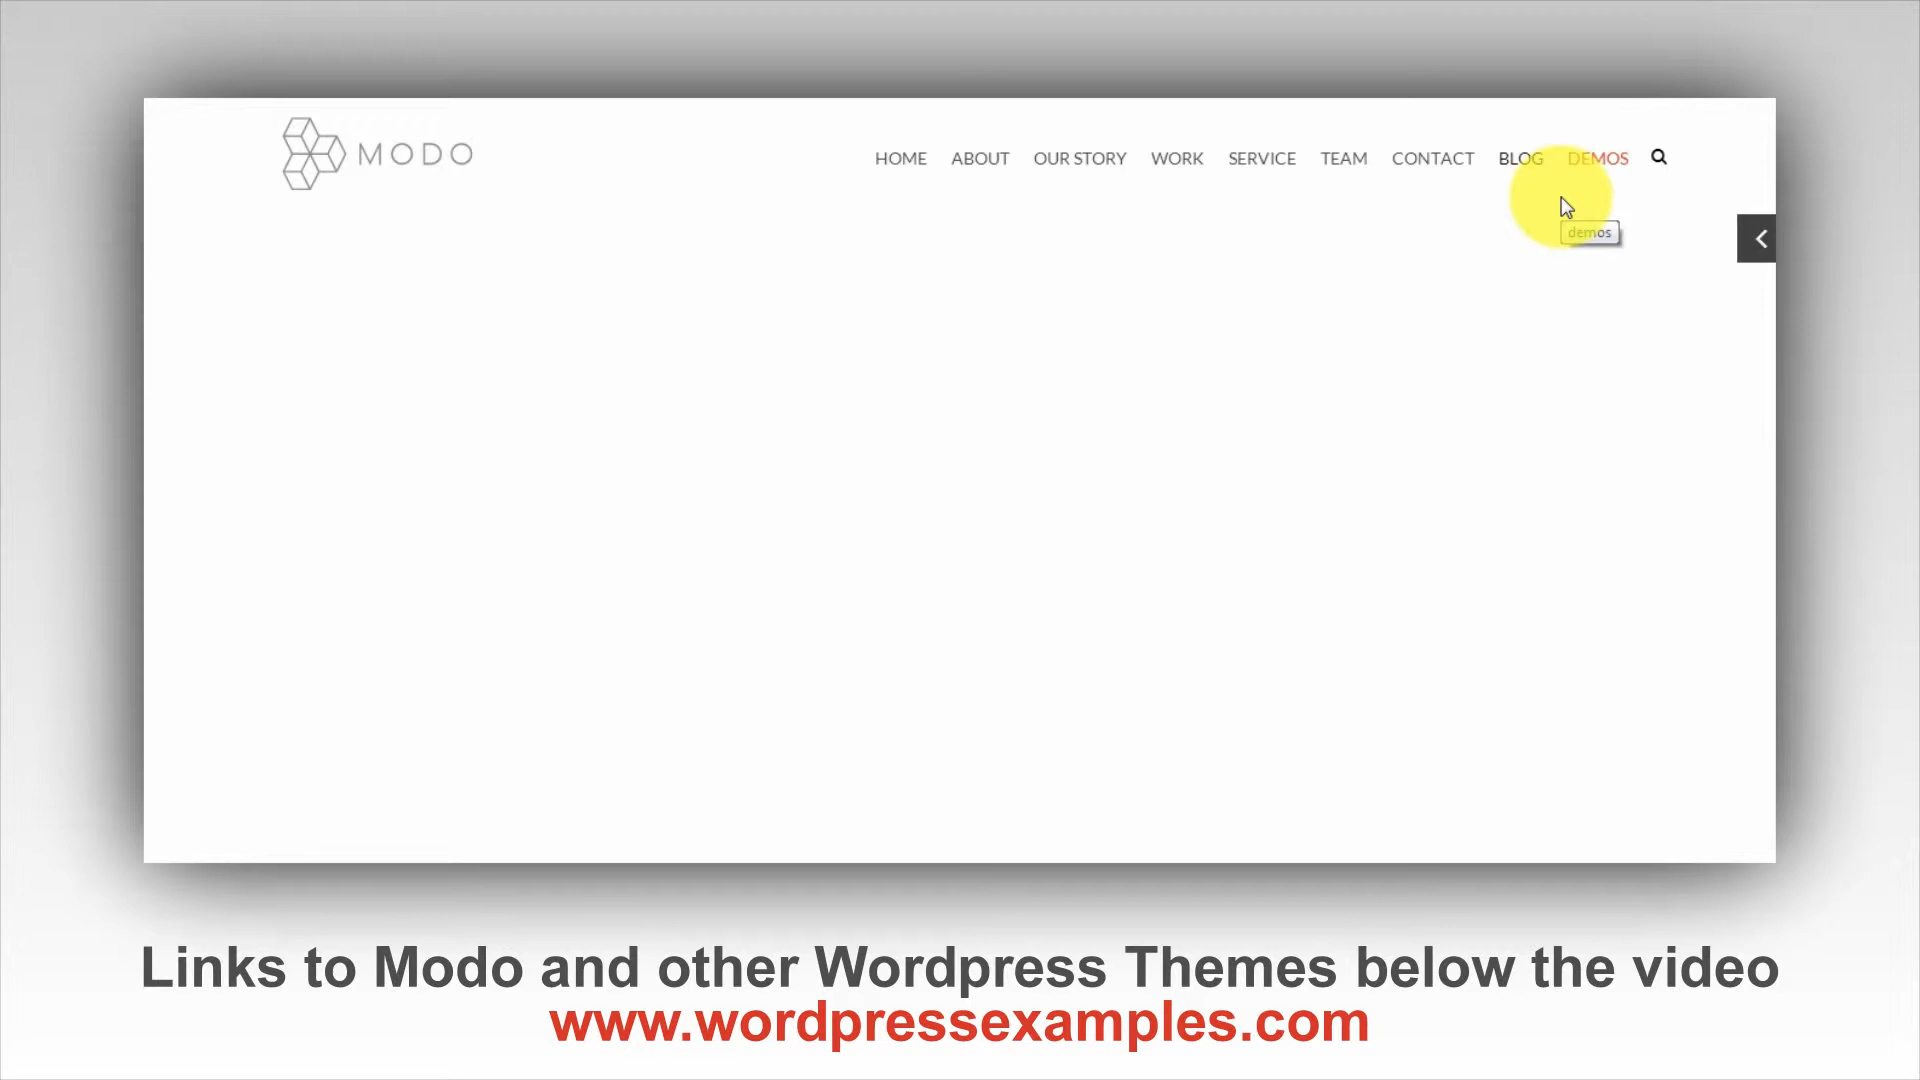 MODO
HOME ABOUT OUR STORY WORK SERVICE TEAM CONTACT BLOG DEMOS
demos
Links to Modo and other Wordpress Themes below the video
www.wordpressexamples.com